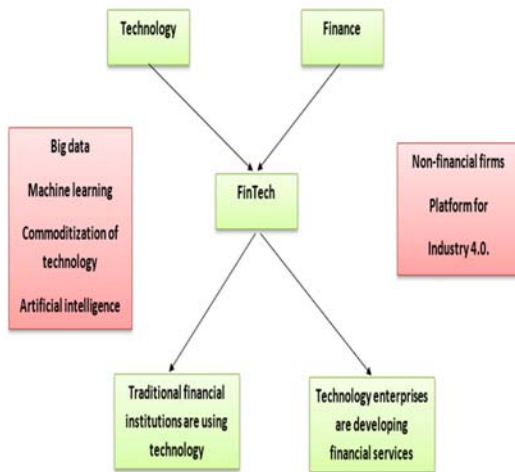 Technology
Finance
Big data
Machine learning
Commoditization of
technology
Artificial intelligence
FinTech
Non-financial firms
Platform for
Industry 4.0.
Traditional financial
institutions are using
technology
Technology enterprises
are developing
financial services